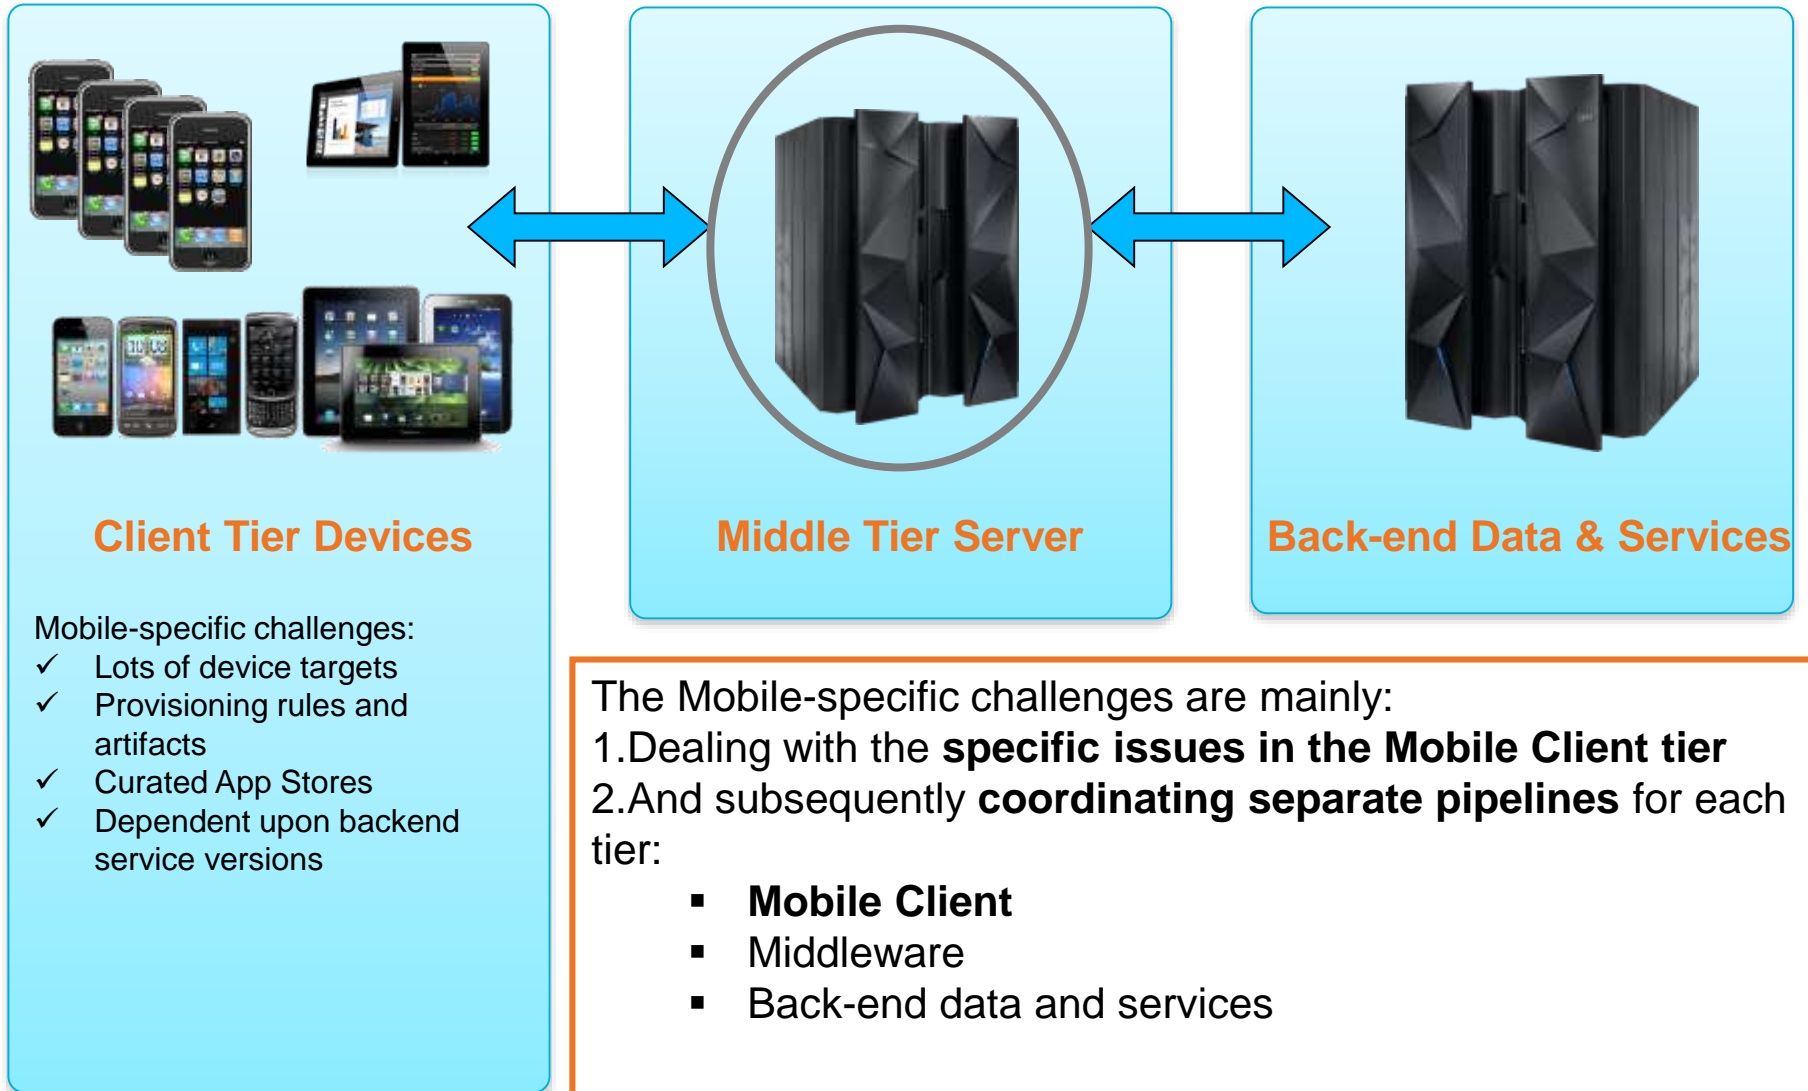 Client Tier Devices
Mobile-specific challenges:
✓ Lots of device targets
✓ Provisioning rules and
artifacts
✓ Curated App Stores
✓ Dependent upon backend
service versions
Middle Tier Server
Back-end Data & Services
The Mobile-specific challenges are mainly:
1.Dealing with the specific issues in the Mobile Client tier
2.And subsequently coordinating separate pipelines for each
tier:
▪ Mobile Client
▪ Middleware
▪ Back-end data and services